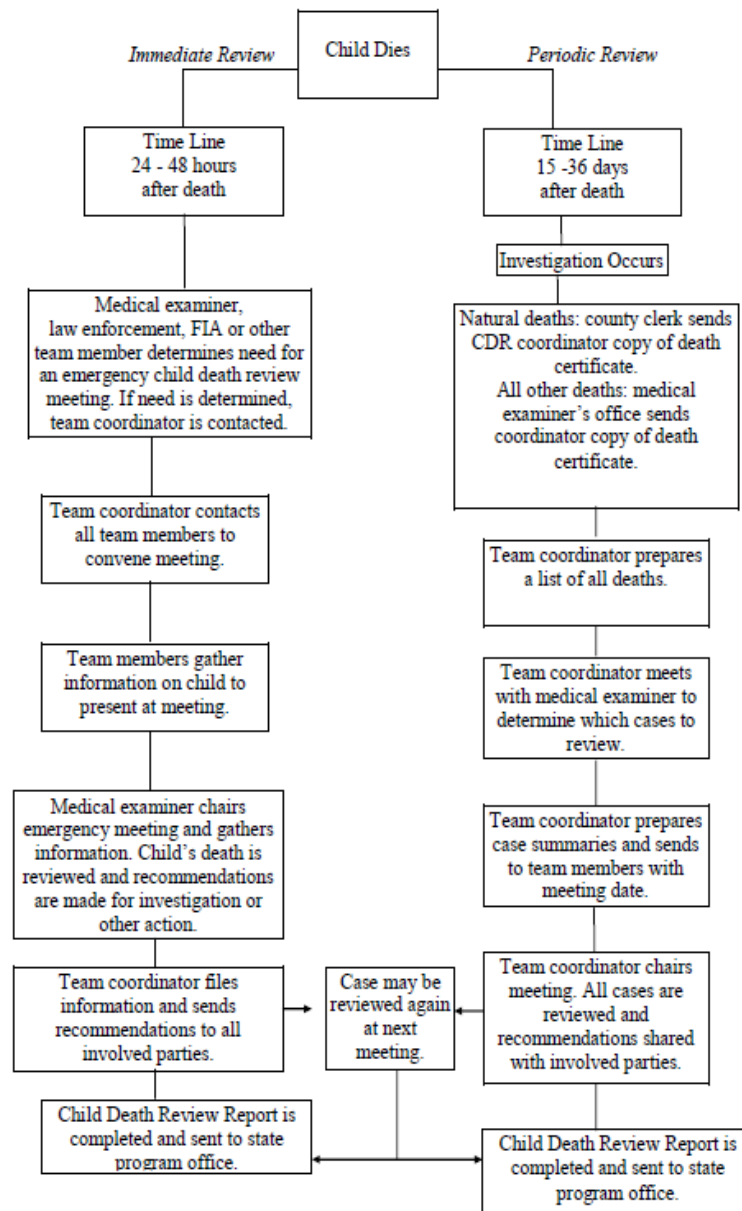 Immediate Review
Child Dies
Periodic Review
Time Line
24 - 48 hours
after death
Time Line
15 -36 days
after death
Investigation Occurs
Medical examiner,
law enforcement, FIA or other
team member determines need for
an emergency child death review
meeting. If need is determined,
team coordinator is contacted.
Natural deaths: county clerk sends
CDR coordinator copy of death
certificate.
All other deaths: medical
examiner’s office sends
coordinator copy of death
certificate.
Team coordinator contacts
all team members to
convene meeting.
Team coordinator prepares
a list of all deaths.
Team members gather
information on child to
present at meeting.
Team coordinator meets
with medical examiner to
determine which cases to
review.
Medical examiner chairs
emergency meeting and gathers
information. Child’s death is
reviewed and recommendations
are made for investigation or
other action.
Team coordinator prepares
case summaries and sends
to team members with
meeting date.
Team coordinator files
information and sends
recommendations to all
involved parties.
Case may be
reviewed again
at next
meeting.
Team coordinator chairs
meeting. All cases are
reviewed and
recommendations shared
with involved parties.
Child Death Review Report is
completed and sent to state
program office.
Child Death Review Report is
completed and sent to state
program office.